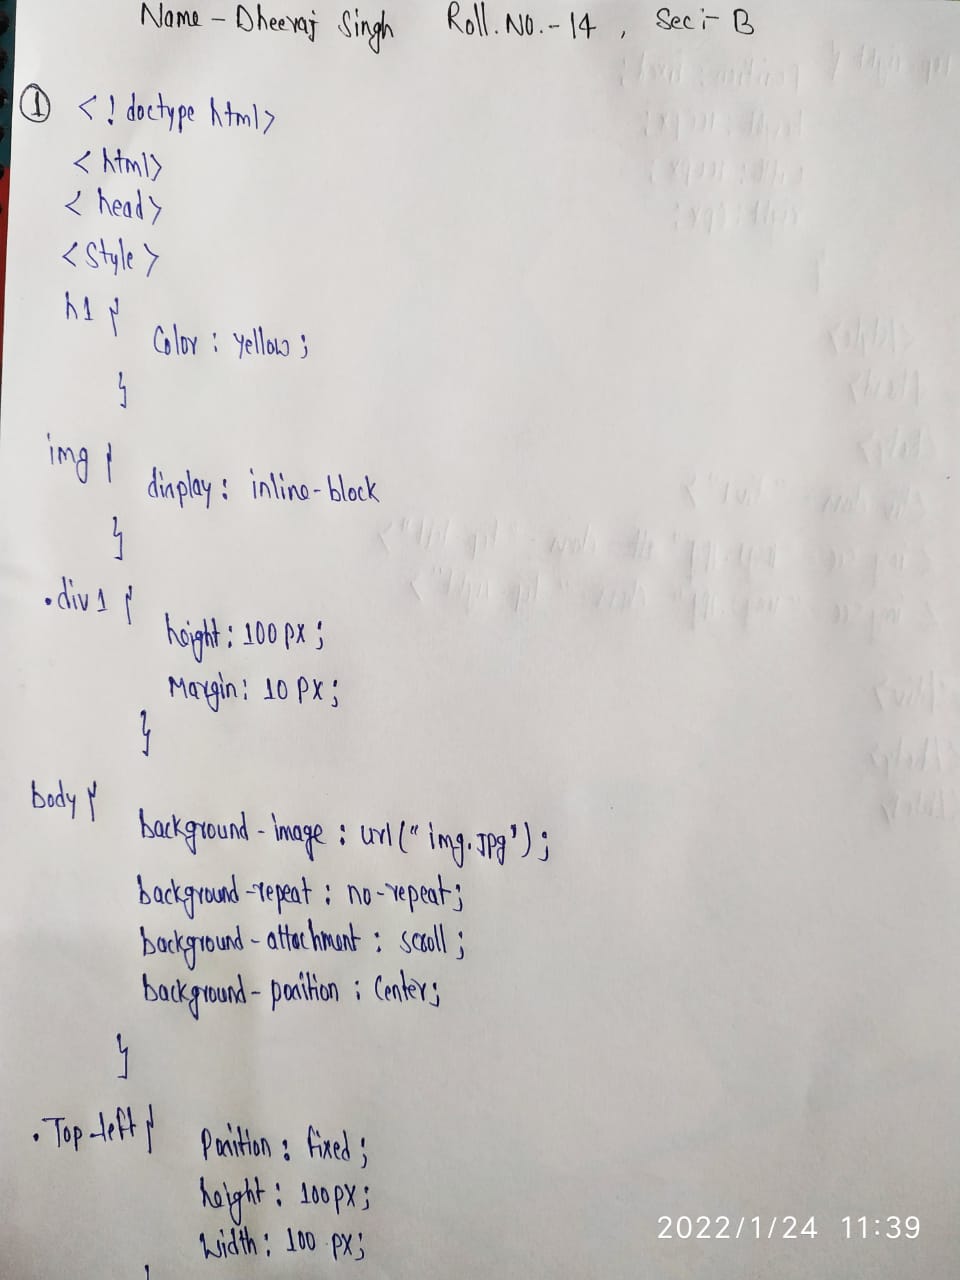 Name - Dheeraj Singh Roll.No.-14 , Sec:- B
① <! doctype html>
< html>
< head>
< Style >
h1 {
Color : yellow ;
}
img {
display : inline-block
}
.div1 {
height : 100 px ;
Margin : 10 px ;
}
body {
background-image : url("img.jpg") ;
background-repeat : no-repeat;
background-attachment : scroll ;
background-position : Center;
}
.Top-left {
Position : fixed ;
height : 100px ;
Width : 100 px ;
2022/1/24 11:39